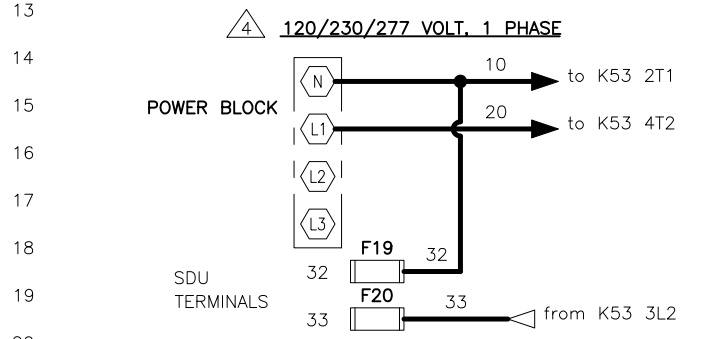 13
4 120/230/277 VOLT, 1 PHASE
14
N 10 to K53 2T1
15
POWER BLOCK
L1 20 to K53 4T2
16
L2
17
L3
18
F19 32
32
SDU
TERMINALS
19
F20 33
33 from K53 3L2